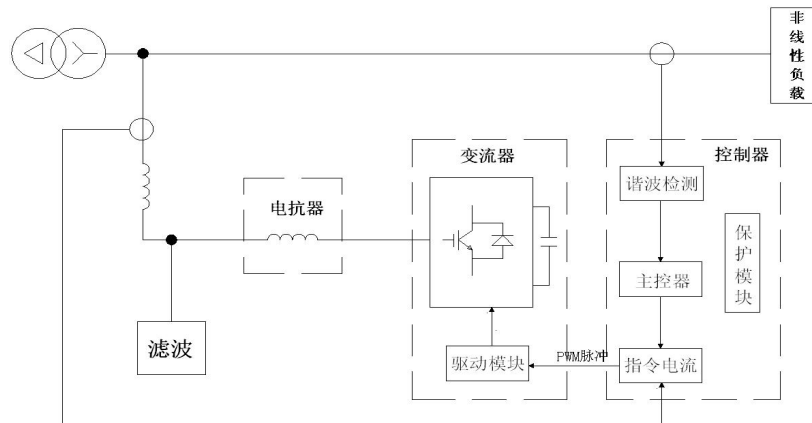 非线性负载
变流器
控制器
谐波检测
电抗器
保护模块
主控器
滤波
驱动模块
PWM脉冲
指令电流